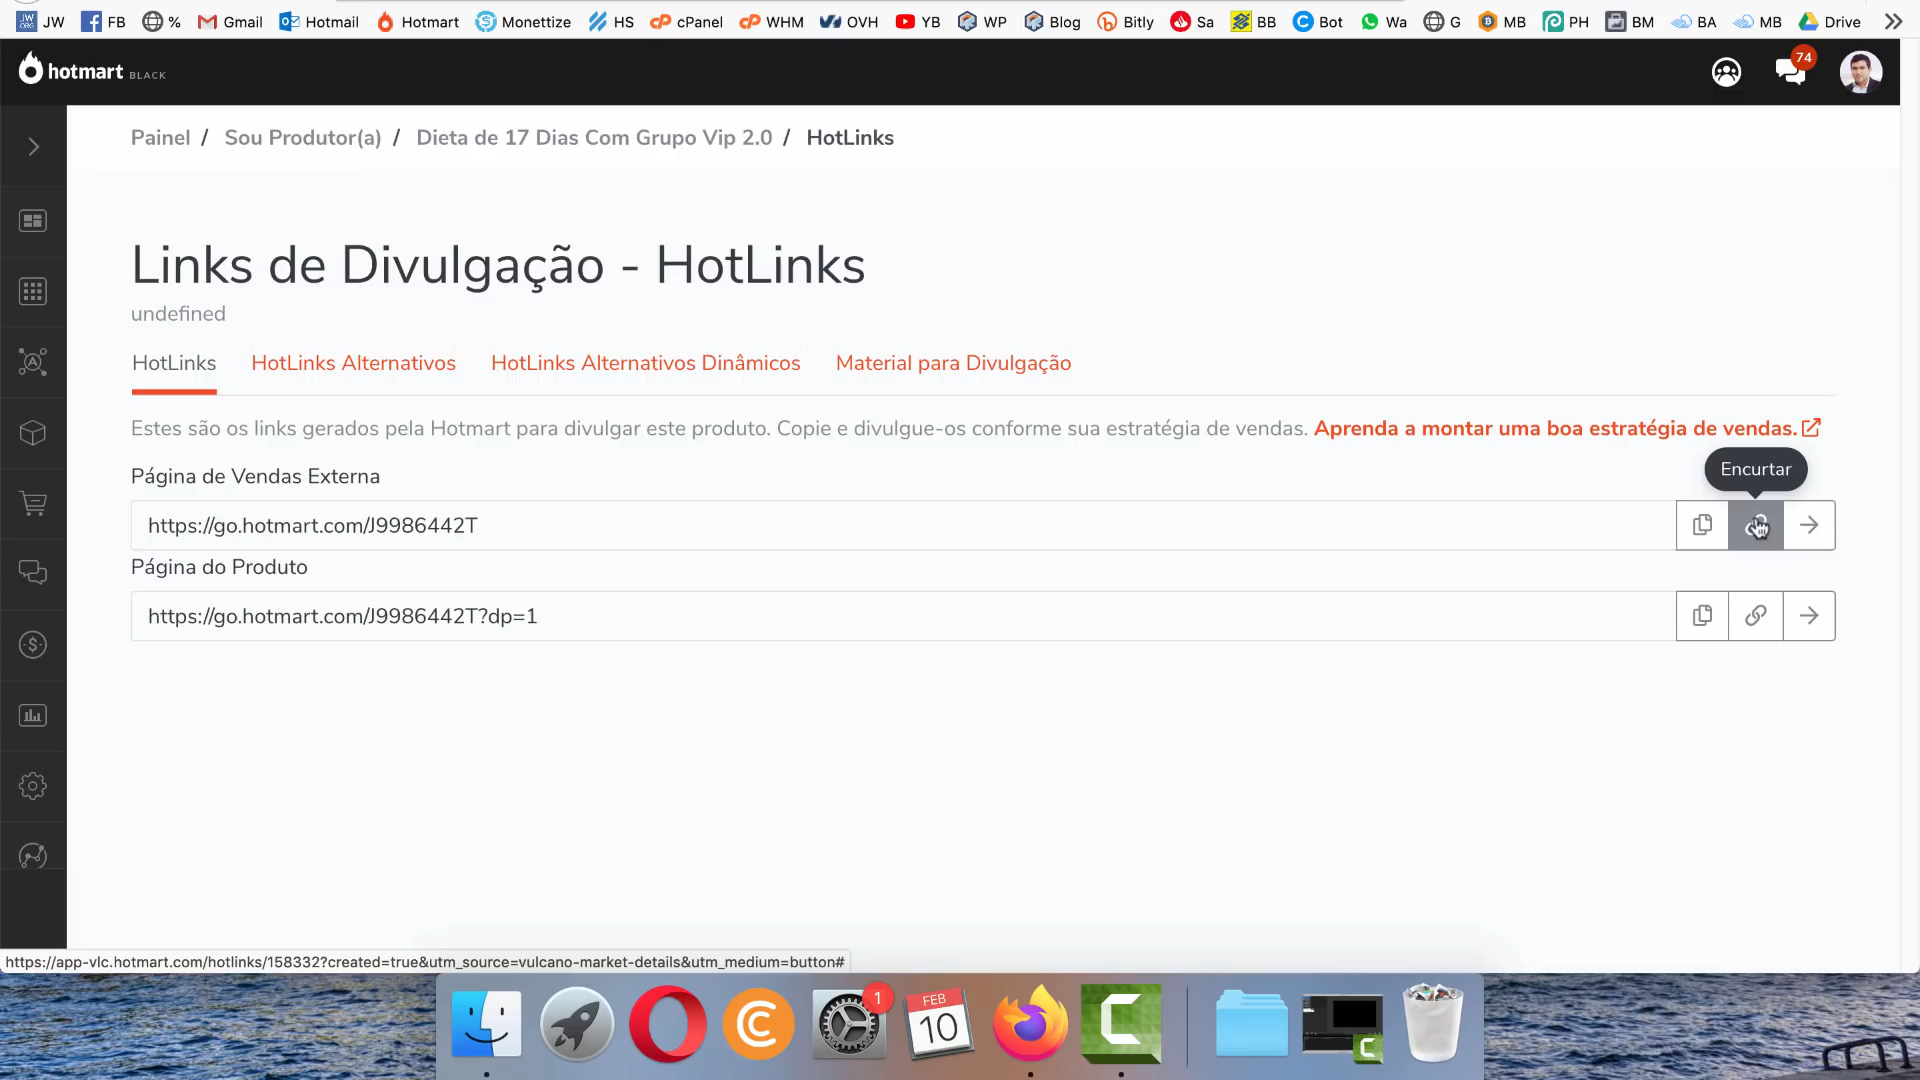 JW FB % Gmail Hotmail Hotmart Monettize HS cPanel WHM OVH YB WP Blog Bitly Sa BB Bot Wa G MB PH BM BA MB Drive
hotmart BLACK
74
Painel / Sou Produtor(a) / Dieta de 17 Dias Com Grupo Vip 2.0 / HotLinks
Links de Divulgação - HotLinks
undefined
HotLinks HotLinks Alternativos HotLinks Alternativos Dinâmicos Material para Divulgação
Estes são os links gerados pela Hotmart para divulgar este produto. Copie e divulgue-os conforme sua estratégia de vendas. Aprenda a montar uma boa estratégia de vendas.
Encurtar
Página de Vendas Externa
https://go.hotmart.com/J9986442T
Página do Produto
https://go.hotmart.com/J9986442T?dp=1
https://app-vlc.hotmart.com/hotlinks/158332?created=true&utm_source=vulcano-market-details&utm_medium=button#
1
FEB
10